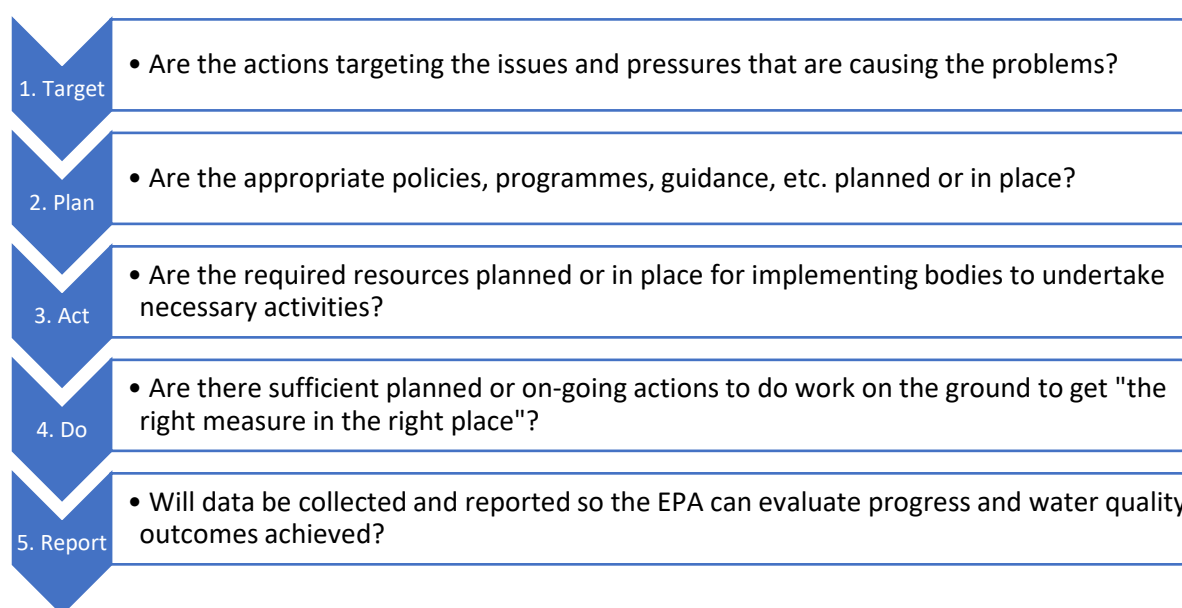 1. Target
• Are the actions targeting the issues and pressures that are causing the problems?
2. Plan
• Are the appropriate policies, programmes, guidance, etc. planned or in place?
3. Act
• Are the required resources planned or in place for implementing bodies to undertake
necessary activities?
4. Do
• Are there sufficient planned or on-going actions to do work on the ground to get "the
right measure in the right place"?
5. Report
• Will data be collected and reported so the EPA can evaluate progress and water quality
outcomes achieved?